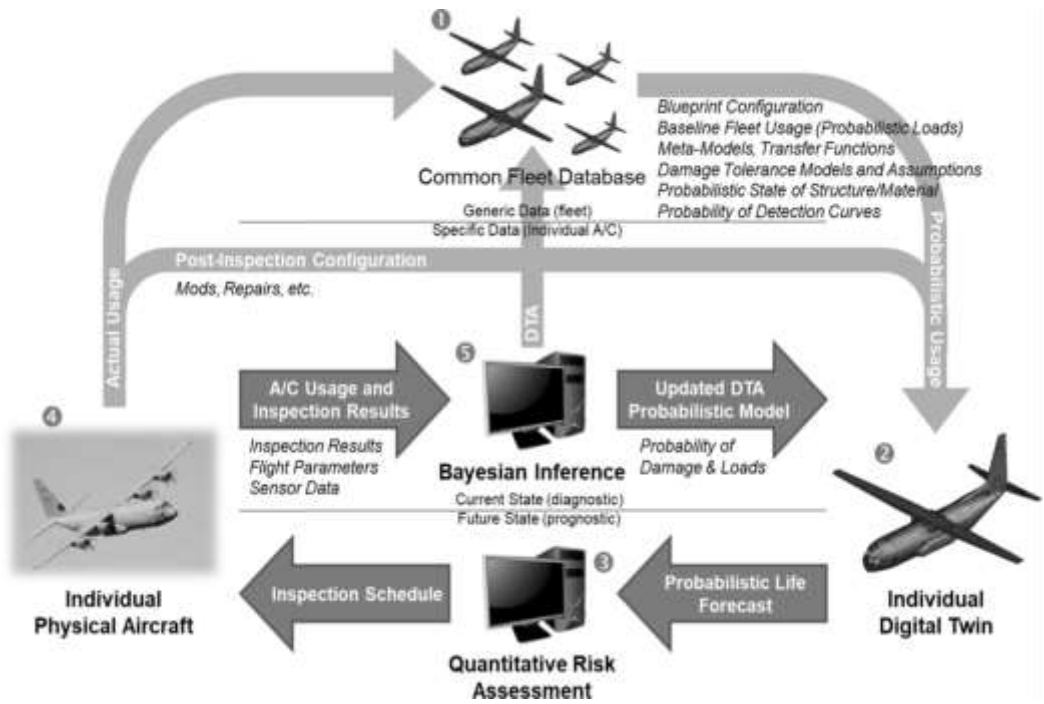 1
Blueprint Configuration
Baseline Fleet Usage (Probabilistic Loads)
Meta-Models, Transfer Functions
Damage Tolerance Models and Assumptions
Probabilistic State of Structure/Material
Probability of Detection Curves
Common Fleet Database
Generic Data (fleet)
Specific Data (Individual A/C)
Actual Usage
Post-Inspection Configuration
Mods, Repairs, etc.
DTA
Probabilistic Usage
4
A/C Usage and
Inspection Results
Inspection Results
Flight Parameters
Sensor Data
5
Bayesian Inference
Current State (diagnostic)
Future State (prognostic)
Updated DTA
Probabilistic Model
Probability of
Damage & Loads
2
Individual
Physical Aircraft
Inspection Schedule
3
Quantitative Risk
Assessment
Probabilistic Life
Forecast
Individual
Digital Twin